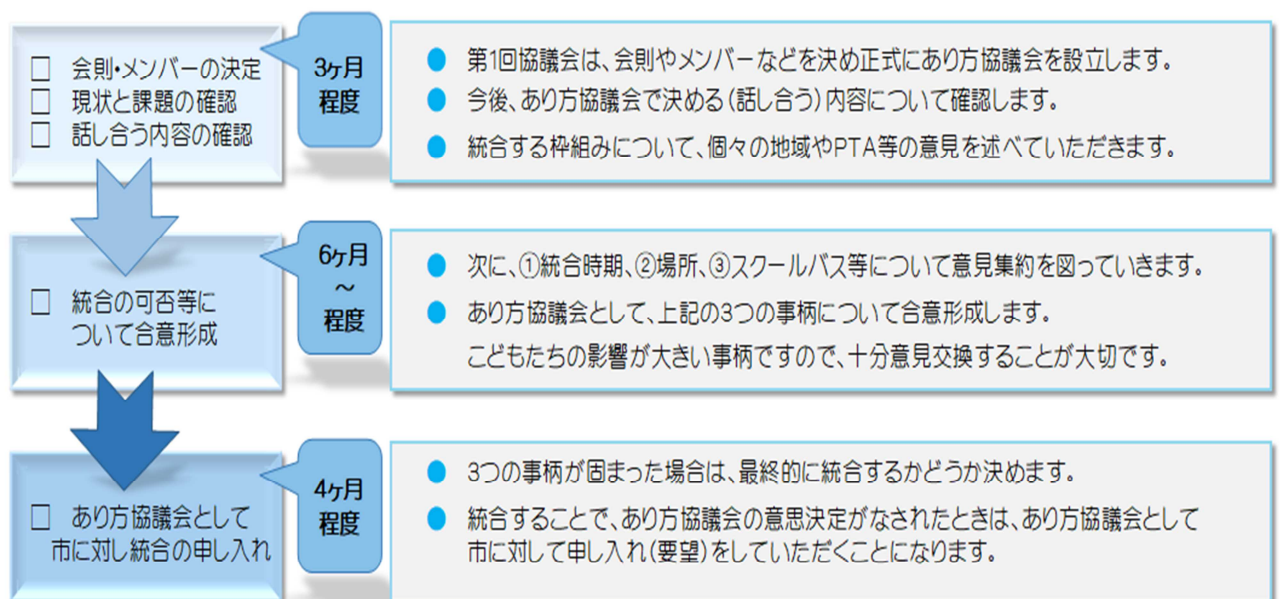 □ 会則・メンバーの決定
□ 現状と課題の確認
□ 話し合う内容の確認
3ヶ月
程度
● 第1回協議会は、会則やメンバーなどを決め正式にあり方協議会を設立します。
● 今後、あり方協議会で決める(話し合う)内容について確認します。
● 統合する枠組みについて、個々の地域やPTA等の意見を述べていただきます。
□ 統合の可否等に
ついて合意形成
6ヶ月
~
程度
● 次に、①統合時期、②場所、③スクールバス等について意見集約を図っていきます。
● あり方協議会として、上記の3つの事柄について合意形成します。
こどもたちの影響が大きい事柄ですので、十分意見交換することが大切です。
□ あり方協議会として
市に対し統合の申し入れ
4ヶ月
程度
● 3つの事柄が固まった場合は、最終的に統合するかどうか決めます。
● 統合することで、あり方協議会の意思決定がなされたときは、あり方協議会として
市に対して申し入れ(要望)をしていただくことになります。